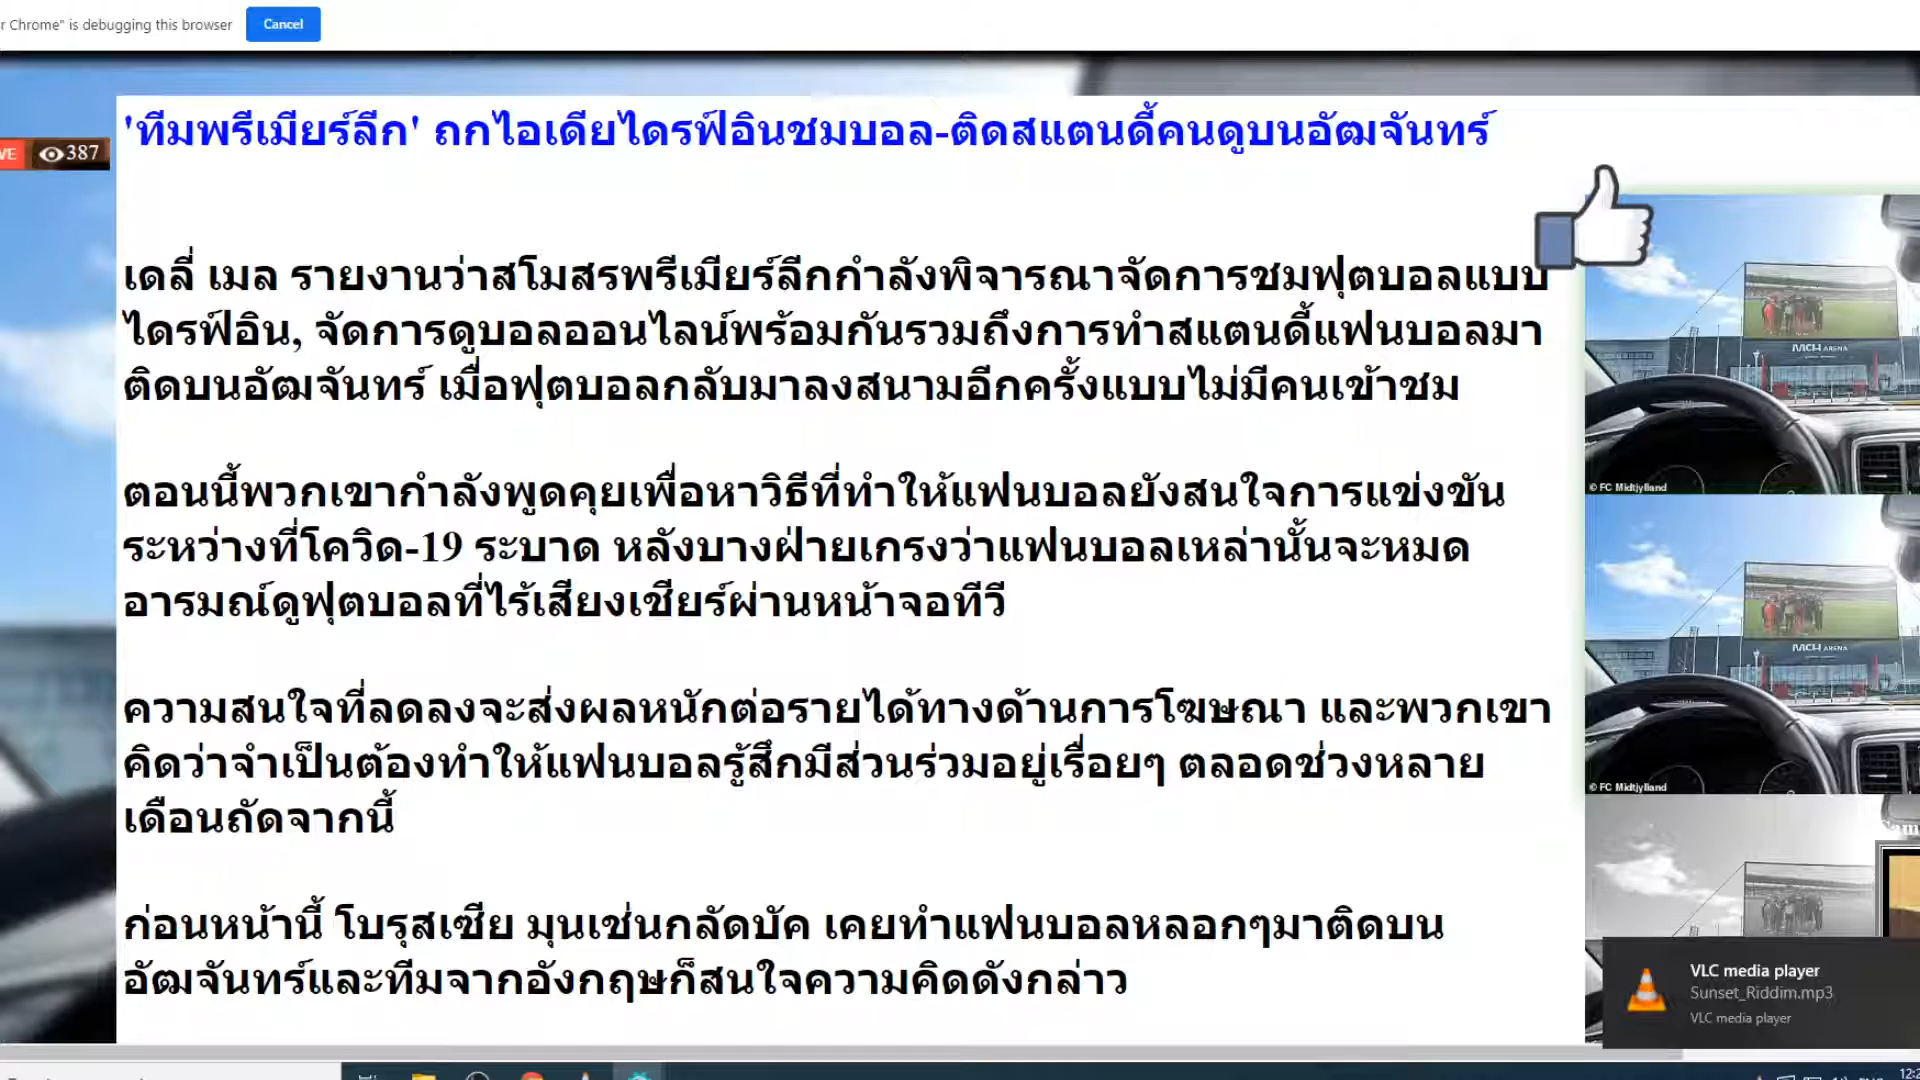 r Chrome" is debugging this browser
Cancel
'ทีมพรีเมียร์ลีก' ถกไอเดียไดรฟ์อินชมบอล-ติดสแตนดี้คนดูบนอัฒจันทร์
VE
387
เดลี่ เมล รายงานว่าสโมสรพรีเมียร์ลีกกำลังพิจารณาจัดการชมฟุตบอลแบบ
ไดรฟ์อิน, จัดการดูบอลออนไลน์พร้อมกันรวมถึงการทำสแตนดี้แฟนบอลมา
ติดบนอัฒจันทร์ เมื่อฟุตบอลกลับมาลงสนามอีกครั้งแบบไม่มีคนเข้าชม
MCH ARENA
© FC Midtjylland
ตอนนี้พวกเขากำลังพูดคุยเพื่อหาวิธีที่ทำให้แฟนบอลยังสนใจการแข่งขัน
ระหว่างที่โควิด-19 ระบาด หลังบางฝ่ายเกรงว่าแฟนบอลเหล่านั้นจะหมด
อารมณ์ดูฟุตบอลที่ไร้เสียงเชียร์ผ่านหน้าจอทีวี
MCH ARENA
© FC Midtjylland
ความสนใจที่ลดลงจะส่งผลหนักต่อรายได้ทางด้านการโฆษณา และพวกเขา
คิดว่าจำเป็นต้องทำให้แฟนบอลรู้สึกมีส่วนร่วมอยู่เรื่อยๆ ตลอดช่วงหลาย
เดือนถัดจากนี้
ก่อนหน้านี้ โบรุสเซีย มุนเช่นกลัดบัค เคยทำแฟนบอลหลอกๆมาติดบน
อัฒจันทร์และทีมจากอังกฤษก็สนใจความคิดดังกล่าว
VLC media player
Sunset_Riddim.mp3
VLC media player